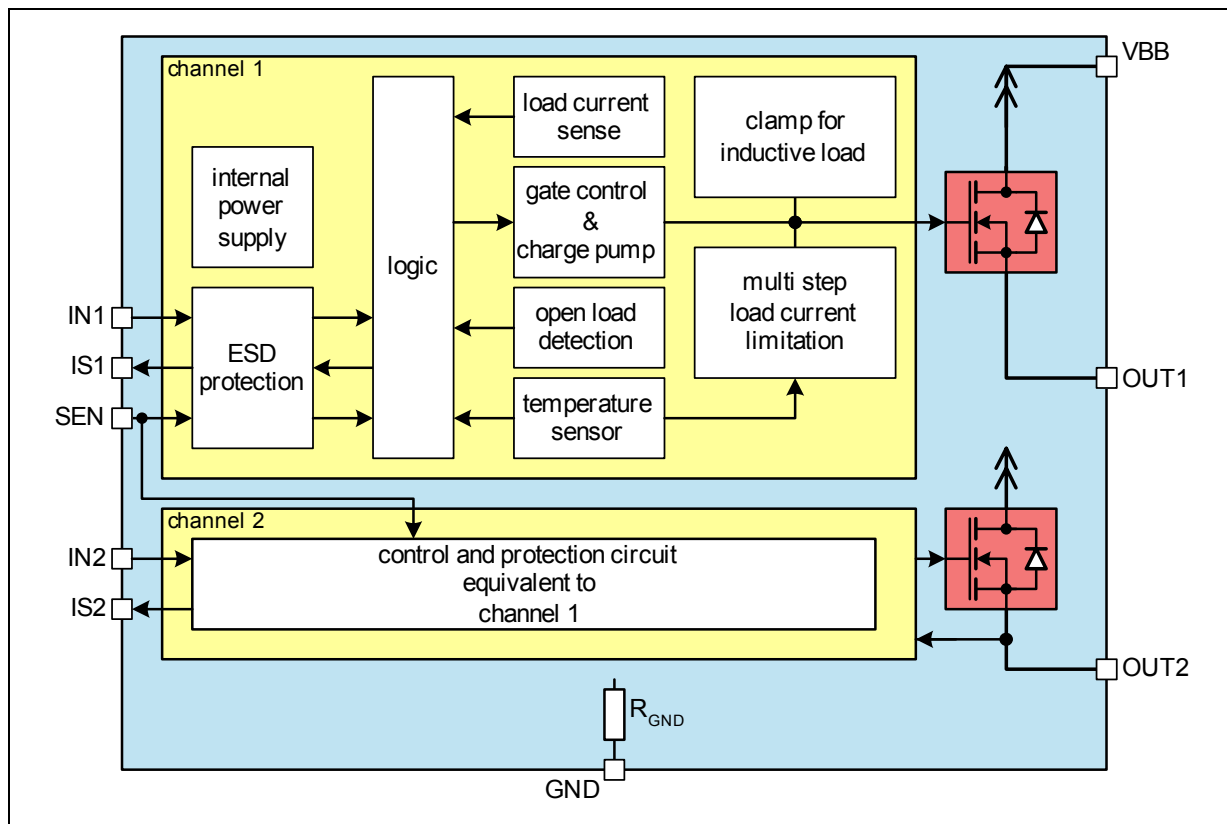 channel 1
VBB
internal
power
supply
logic
load current
sense
gate control
&
charge pump
open load
detection
temperature
sensor
clamp for
inductive load
multi step
load current
limitation
IN1
IS1
SEN
ESD
protection
OUT1
channel 2
IN2
IS2
control and protection circuit
equivalent to
channel 1
OUT2
RGND
GND